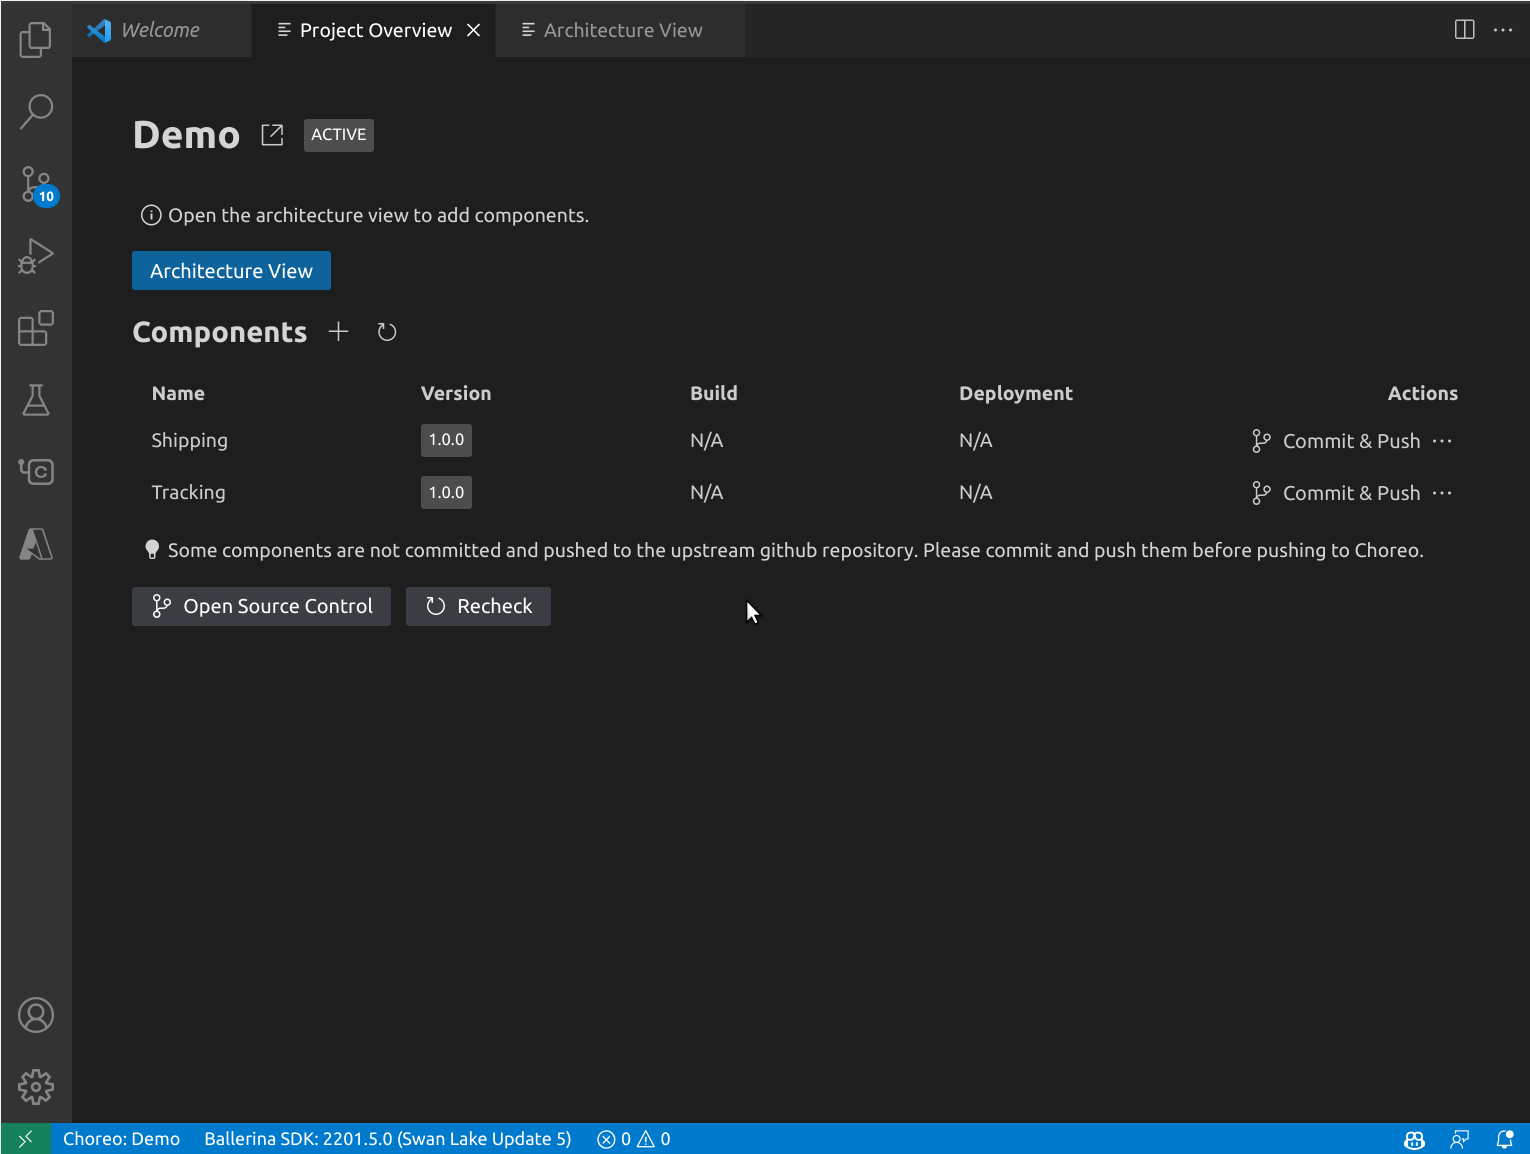 Welcome
Project Overview
Architecture View
Demo
ACTIVE
10
Open the architecture view to add components.
Architecture View
Components
Name Version Build Deployment Actions
Shipping 1.0.0 N/A N/A Commit & Push
Tracking 1.0.0 N/A N/A Commit & Push
Some components are not committed and pushed to the upstream github repository. Please commit and push them before pushing to Choreo.
Open Source Control Recheck
Choreo: Demo Ballerina SDK: 2201.5.0 (Swan Lake Update 5) 0 0